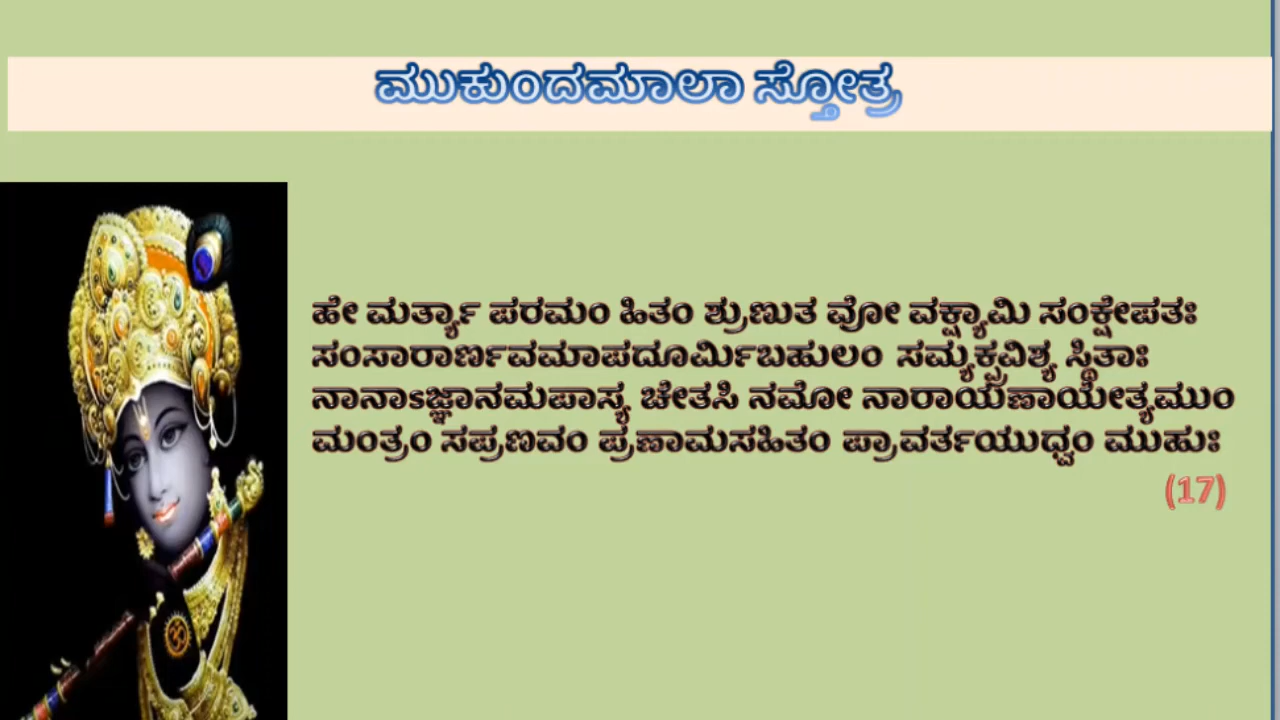 ಮುಕುಂದಮಾಲಾ ಸ್ತೋತ್ರ
ಹೇ ಮರ್ತ್ಯಾ ಪರಮಂ ಹಿತಂ ಶ್ರುಣುತ ವೋ ವಕ್ಷ್ಯಾಮಿ ಸಂಕ್ಷೇಪತಃ
ಸಂಸಾರಾರ್ಣವಮಾಪದೂರ್ಮಿಬಹುಲಂ ಸಮ್ಯಕ್ಪ್ರವಿಶ್ಯ ಸ್ಥಿತಾಃ
ನಾನಾsಜ್ಞಾನಮಪಾಸ್ಯ ಚೇತಸಿ ನಮೋ ನಾರಾಯಣಾಯೇತ್ಯಮುಂ
ಮಂತ್ರಂ ಸಪ್ರಣವಂ ಪ್ರಣಾಮಸಹಿತಂ ಪ್ರಾವರ್ತಯುಧ್ವಂ ಮುಹುಃ
(17)
ॐ